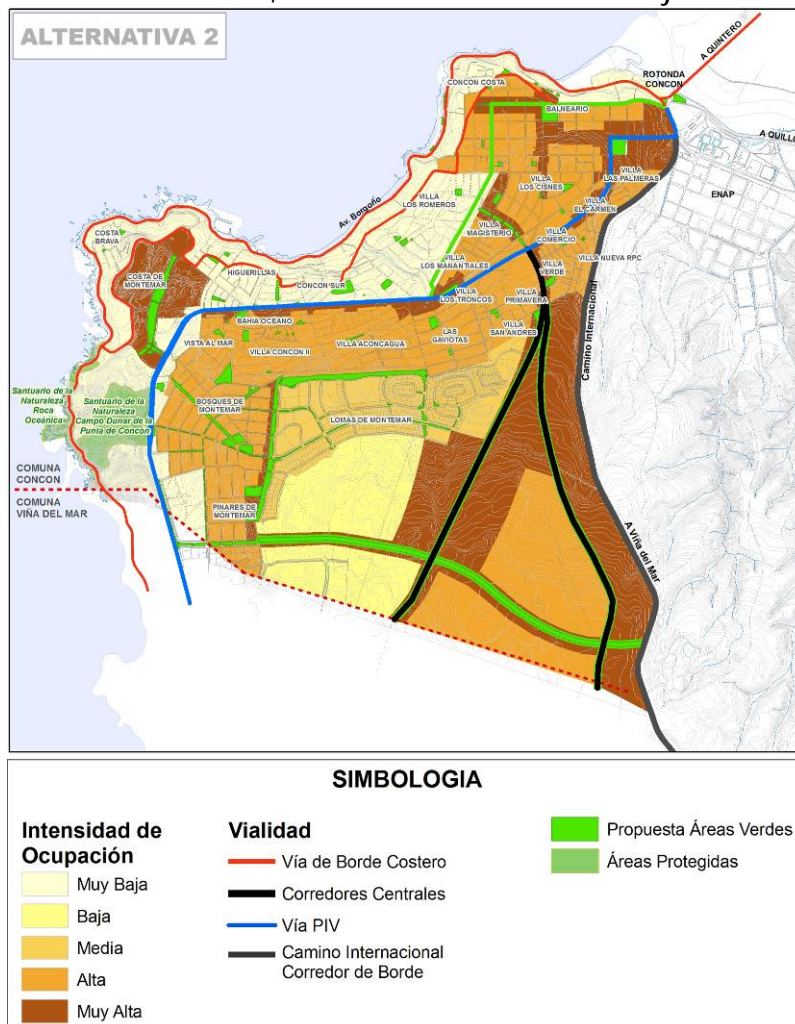 ALTERNATIVA 2
A QUINTERO
ROTONDA
CONCON
CONCON COSTA
BALNEARIO
A QUILLO
ENAP
VILLA
LAS PALMERAS
VILLA
LOS CISNES
VILLA
EL CARMEN
VILLA
LOS ROMEROS
VILLA
MAGISTERIO
VILLA
COMERCIO
Av. Borgoño
VILLA
LOS MANANTIALES
VILLA
VERDE
VILLA NUEVA RPC
COSTA
BRAVA
COSTA DE
MONTEMAR
HIGUERILLAS
CONCON SUR
VILLA
LOS TRONCOS
VILLA
PRIMAVERA
Camino Internacional
BAHIA OCEANO
VISTA AL MAR
VILLA CONCON II
VILLA ACONCAGUA
LAS
GAVIOTAS
VILLA
SAN ANDRES
Santuario de la
Naturaleza
Roca
Oceánica
Santuario de la
Naturaleza
Campo Dunar de la
Punta de Concón
BOSQUES DE
MONTEMAR
LOMAS DE MONTEMAR
COMUNA
CONCON
COMUNA
VIÑA DEL MAR
PINARES DE
MONTEMAR
A Viña del Mar
SIMBOLOGIA
Intensidad de
Ocupación
Muy Baja
Baja
Media
Alta
Muy Alta
Vialidad
Vía de Borde Costero
Corredores Centrales
Vía PIV
Camino Internacional
Corredor de Borde
Propuesta Áreas Verdes
Áreas Protegidas